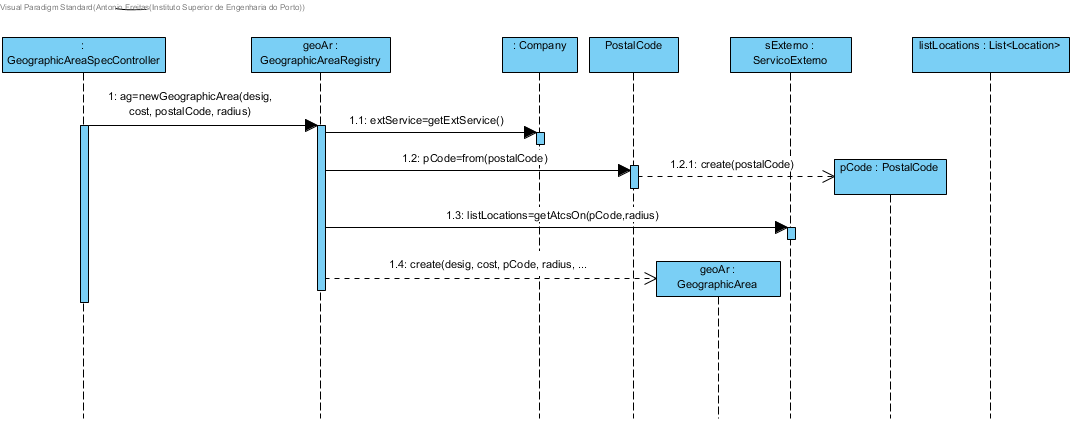 Visual Paradigm Standard(Antonio Freitas(Instituto Superior de Engenharia do Porto))
:
GeographicAreaSpecController
geoAr :
GeographicAreaRegistry
: Company
PostalCode
sExterno :
ServicoExterno
listLocations : List<Location>
1: ag=newGeographicArea(desig,
cost, postalCode, radius)
1.1: extService=getExtService()
1.2: pCode=from(postalCode)
1.2.1: create(postalCode)
pCode : PostalCode
1.3: listLocations=getAtcsOn(pCode,radius)
1.4: create(desig, cost, pCode, radius, ...
geoAr :
GeographicArea